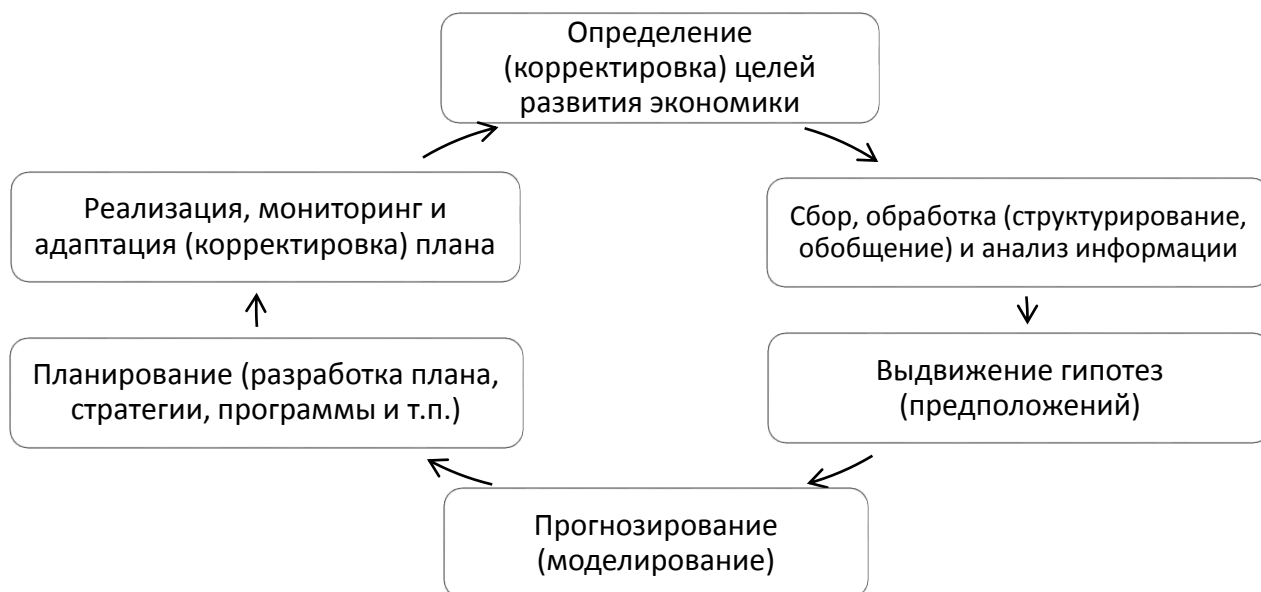 Определение
(корректировка) целей
развития экономики
Сбор, обработка (структурирование,
обобщение) и анализ информации
Выдвижение гипотез
(предположений)
Прогнозирование
(моделирование)
Планирование (разработка плана,
стратегии, программы и т.п.)
Реализация, мониторинг и
адаптация (корректировка) плана